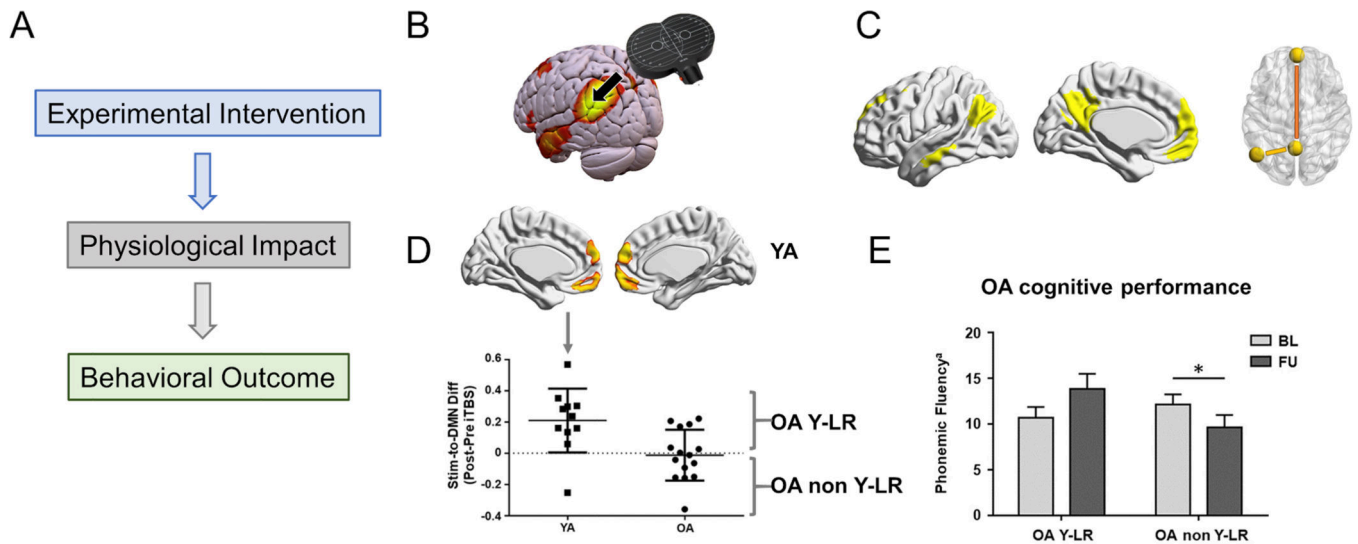 A
Experimental Intervention
Physiological Impact
Behavioral Outcome
B
C
D
YA
Stim-to-DMN Diff
(Post-Pre iTBS)
0.6
0.4
0.2
0
-0.2
-0.4
YA
OA
OA Y-LR
OA non Y-LR
E
OA cognitive performance
Phonemic Fluencyᵃ
20
15
10
5
0
BL
FU
*
OA Y-LR
OA non Y-LR